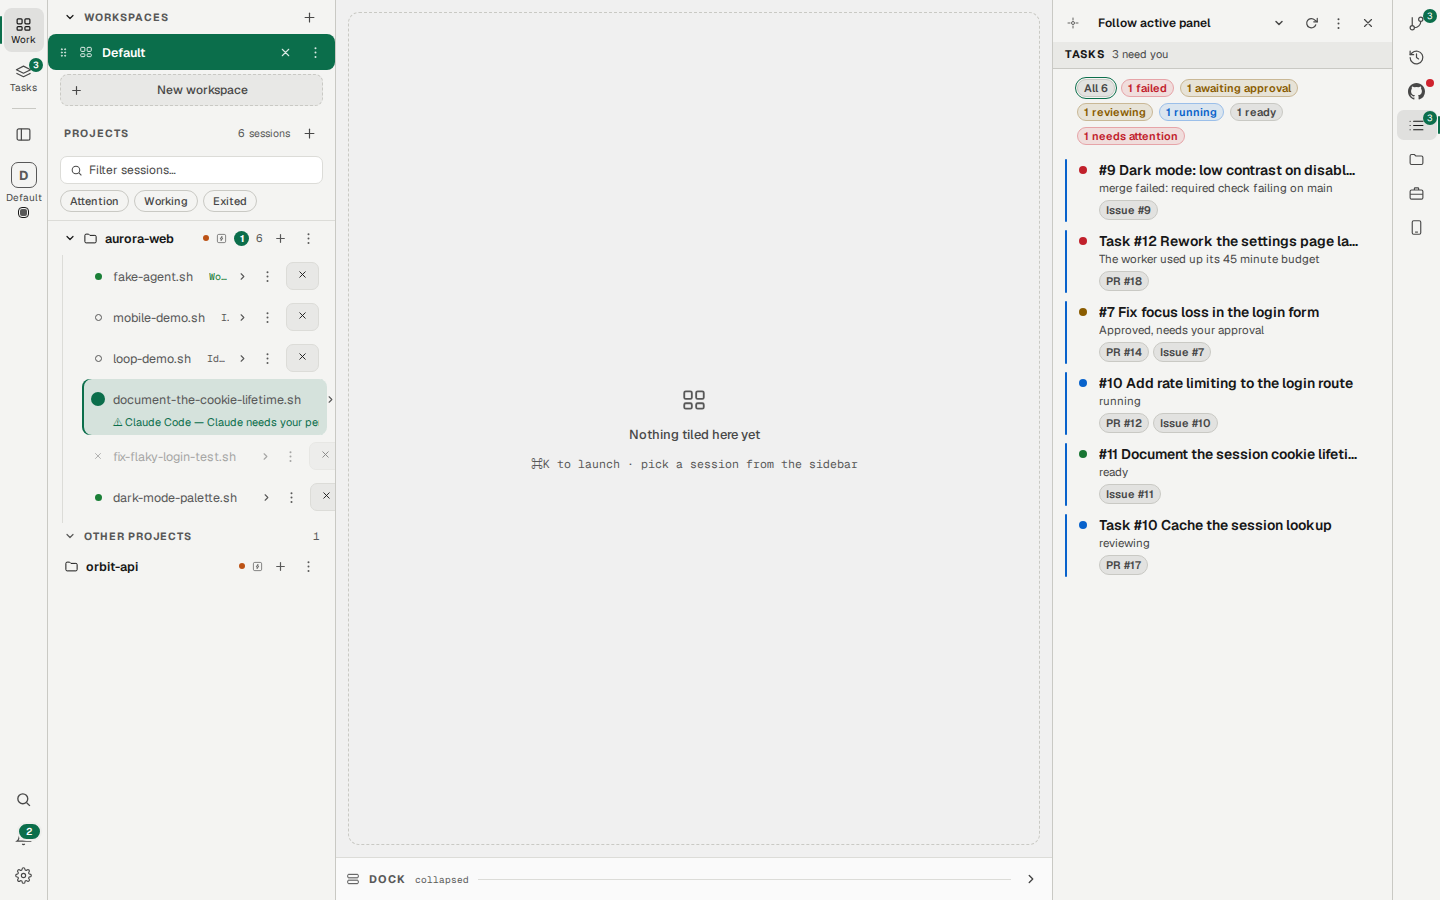 Work
3
Tasks
D
Default
2
WORKSPACES
Default
New workspace
PROJECTS 6 sessions
Filter sessions…
Attention Working Exited
aurora-web 1 6
fake-agent.sh Wo…
mobile-demo.sh I.
loop-demo.sh Id…
document-the-cookie-lifetime.sh
⚠ Claude Code — Claude needs your pe
fix-flaky-login-test.sh
dark-mode-palette.sh
OTHER PROJECTS 1
orbit-api
Nothing tiled here yet
⌘K to launch · pick a session from the sidebar
DOCK collapsed
Follow active panel
TASKS 3 need you
All 6 1 failed 1 awaiting approval
1 reviewing 1 running 1 ready
1 needs attention
#9 Dark mode: low contrast on disabl…
merge failed: required check failing on main
Issue #9
Task #12 Rework the settings page la…
The worker used up its 45 minute budget
PR #18
#7 Fix focus loss in the login form
Approved, needs your approval
PR #14 Issue #7
#10 Add rate limiting to the login route
running
PR #12 Issue #10
#11 Document the session cookie lifeti…
ready
Issue #11
Task #10 Cache the session lookup
reviewing
PR #17
3
3